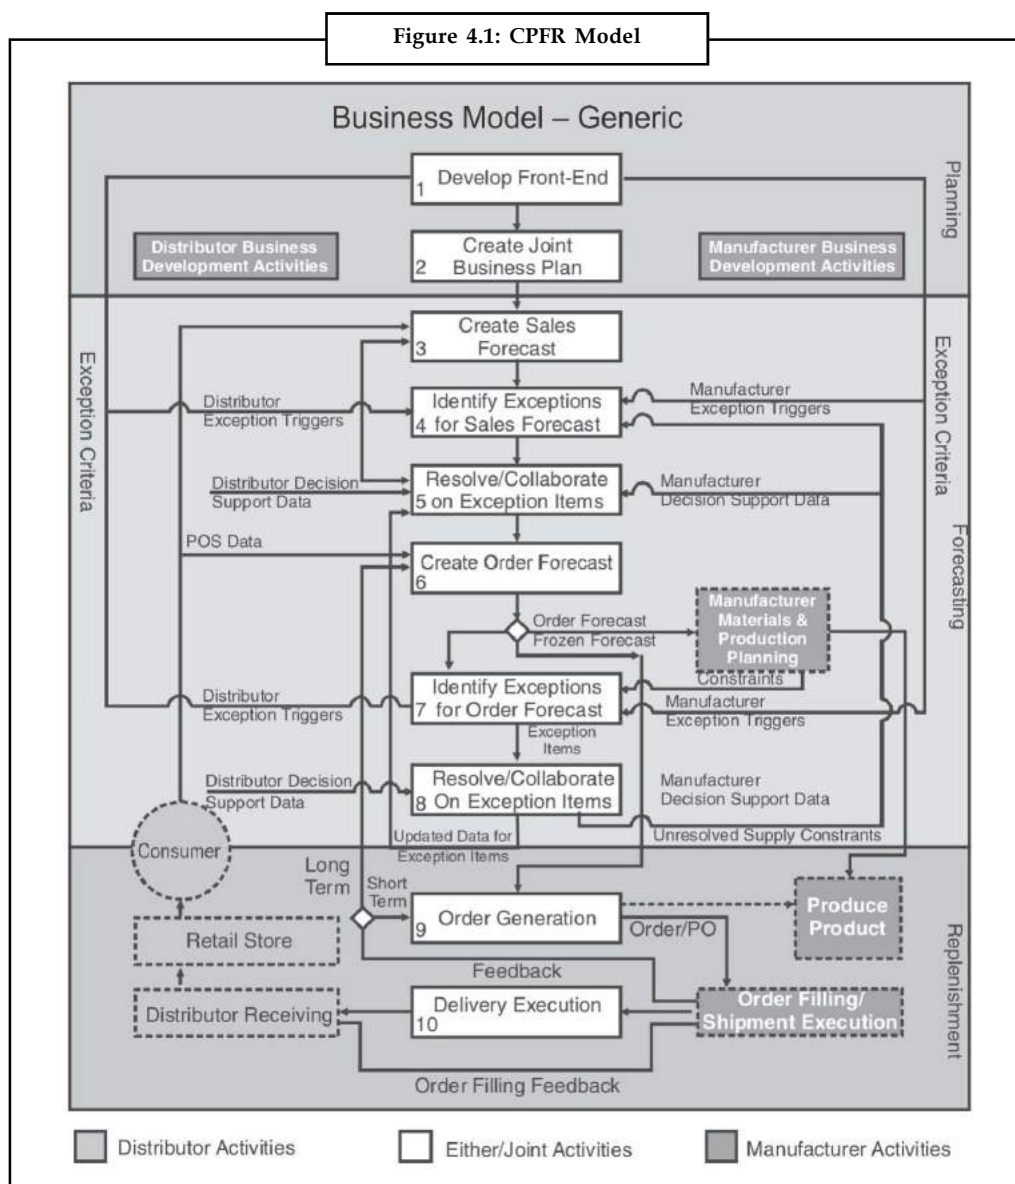 Figure 4.1: CPFR Model
Business Model – Generic
Planning
1 Develop Front-End
Distributor Business
Development Activities
Create Joint
2 Business Plan
Manufacturer Business
Development Activities
Exception Criteria
Create Sales
3 Forecast
Exception Criteria
Distributor
Exception Triggers
Identify Exceptions
4 for Sales Forecast
Manufacturer
Exception Triggers
Distributor Decision
Support Data
Resolve/Collaborate
5 on Exception Items
Manufacturer
Decision Support Data
Forecasting
POS Data
Create Order Forecast
6
Order Forecast
Frozen Forecast
Manufacturer
Materials &
Production
Planning
Constraints
Distributor
Exception Triggers
Identify Exceptions
7 for Order Forecast
Manufacturer
Exception Triggers
Exception
Items
Distributor Decision
Support Data
Resolve/Collaborate
8 On Exception Items
Manufacturer
Decision Support Data
Updated Data for
Exception Items
Unresolved Supply Constrants
Consumer
Long
Term
Short
Term
Order Generation
9
Order/PO
Produce
Product
Replenishment
Retail Store
Feedback
Distributor Receiving
Delivery Execution
10
Order Filling/
Shipment Execution
Order Filling Feedback
Distributor Activities
Either/Joint Activities
Manufacturer Activities